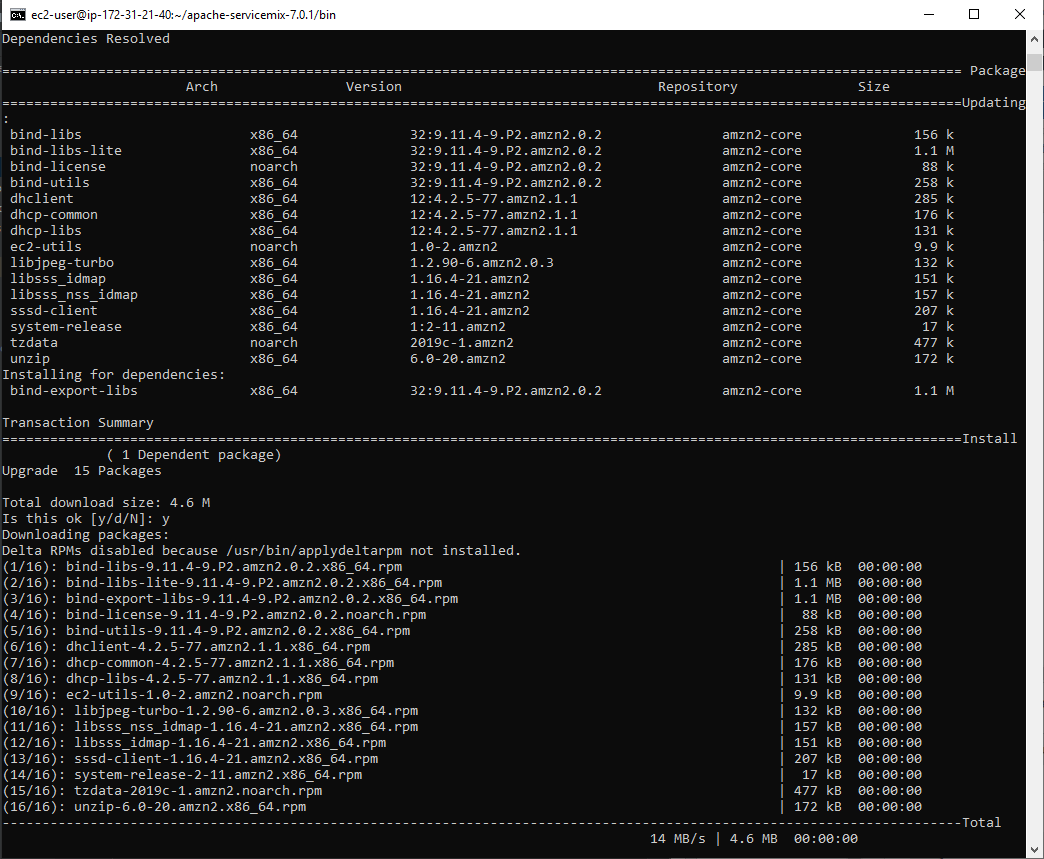 ec2-user@ip-172-31-21-40:~/apache-servicemix-7.0.1/bin
Dependencies Resolved
======================================================================================================================== Package
Arch Version Repository Size
========================================================================================================================Updating
:
bind-libs x86_64 32:9.11.4-9.P2.amzn2.0.2 amzn2-core 156 k
bind-libs-lite x86_64 32:9.11.4-9.P2.amzn2.0.2 amzn2-core 1.1 M
bind-license noarch 32:9.11.4-9.P2.amzn2.0.2 amzn2-core 88 k
bind-utils x86_64 32:9.11.4-9.P2.amzn2.0.2 amzn2-core 258 k
dhclient x86_64 12:4.2.5-77.amzn2.1.1 amzn2-core 285 k
dhcp-common x86_64 12:4.2.5-77.amzn2.1.1 amzn2-core 176 k
dhcp-libs x86_64 12:4.2.5-77.amzn2.1.1 amzn2-core 131 k
ec2-utils noarch 1.0-2.amzn2 amzn2-core 9.9 k
libjpeg-turbo x86_64 1.2.90-6.amzn2.0.3 amzn2-core 132 k
libsss_idmap x86_64 1.16.4-21.amzn2 amzn2-core 151 k
libsss_nss_idmap x86_64 1.16.4-21.amzn2 amzn2-core 157 k
sssd-client x86_64 1.16.4-21.amzn2 amzn2-core 207 k
system-release x86_64 1:2-11.amzn2 amzn2-core 17 k
tzdata noarch 2019c-1.amzn2 amzn2-core 477 k
unzip x86_64 6.0-20.amzn2 amzn2-core 172 k
Installing for dependencies:
bind-export-libs x86_64 32:9.11.4-9.P2.amzn2.0.2 amzn2-core 1.1 M
Transaction Summary
========================================================================================================================Install
( 1 Dependent package)
Upgrade 15 Packages
Total download size: 4.6 M
Is this ok [y/d/N]: y
Downloading packages:
Delta RPMs disabled because /usr/bin/applydeltarpm not installed.
(1/16): bind-libs-9.11.4-9.P2.amzn2.0.2.x86_64.rpm | 156 kB 00:00:00
(2/16): bind-libs-lite-9.11.4-9.P2.amzn2.0.2.x86_64.rpm | 1.1 MB 00:00:00
(3/16): bind-export-libs-9.11.4-9.P2.amzn2.0.2.x86_64.rpm | 1.1 MB 00:00:00
(4/16): bind-license-9.11.4-9.P2.amzn2.0.2.noarch.rpm | 88 kB 00:00:00
(5/16): bind-utils-9.11.4-9.P2.amzn2.0.2.x86_64.rpm | 258 kB 00:00:00
(6/16): dhclient-4.2.5-77.amzn2.1.1.x86_64.rpm | 285 kB 00:00:00
(7/16): dhcp-common-4.2.5-77.amzn2.1.1.x86_64.rpm | 176 kB 00:00:00
(8/16): dhcp-libs-4.2.5-77.amzn2.1.1.x86_64.rpm | 131 kB 00:00:00
(9/16): ec2-utils-1.0-2.amzn2.noarch.rpm | 9.9 kB 00:00:00
(10/16): libjpeg-turbo-1.2.90-6.amzn2.0.3.x86_64.rpm | 132 kB 00:00:00
(11/16): libsss_nss_idmap-1.16.4-21.amzn2.x86_64.rpm | 157 kB 00:00:00
(12/16): libsss_idmap-1.16.4-21.amzn2.x86_64.rpm | 151 kB 00:00:00
(13/16): sssd-client-1.16.4-21.amzn2.x86_64.rpm | 207 kB 00:00:00
(14/16): system-release-2-11.amzn2.x86_64.rpm | 17 kB 00:00:00
(15/16): tzdata-2019c-1.amzn2.noarch.rpm | 477 kB 00:00:00
(16/16): unzip-6.0-20.amzn2.x86_64.rpm | 172 kB 00:00:00
------------------------------------------------------------------------------------------------------------------------Total
14 MB/s | 4.6 MB 00:00:00